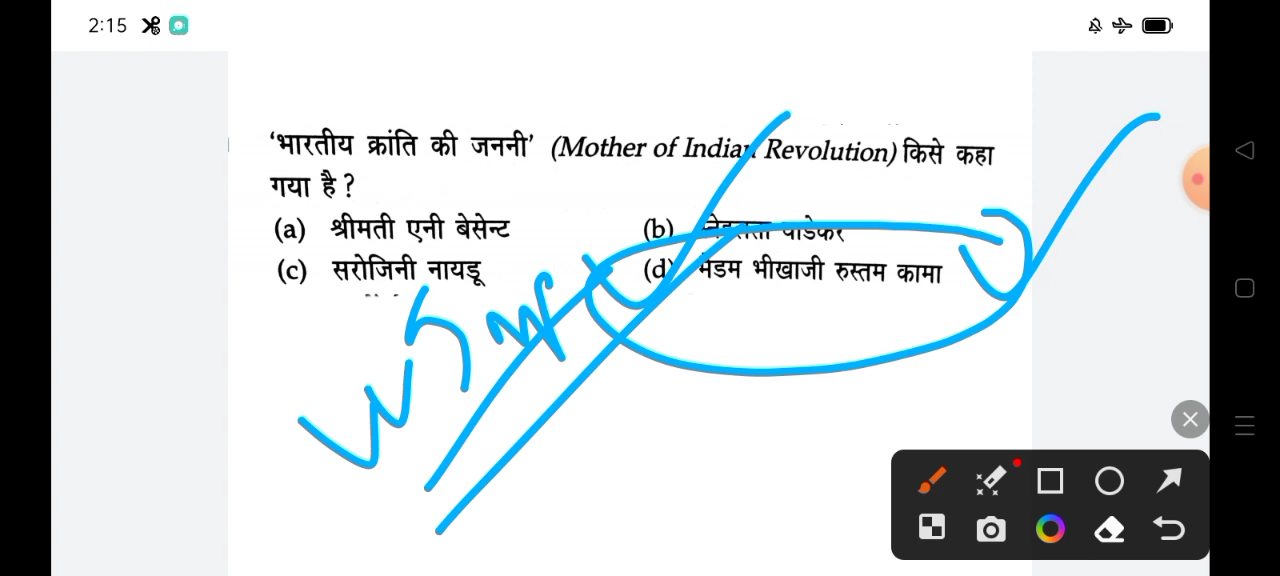 2:15
'भारतीय क्रांति की जननी' (Mother of Indian Revolution) किसे कहा
गया है?
(a) श्रीमती एनी बेसेन्ट (b) वाडेकर
(c) सरोजिनी नायडू (d) मैडम भीखाजी रुस्तम कामा